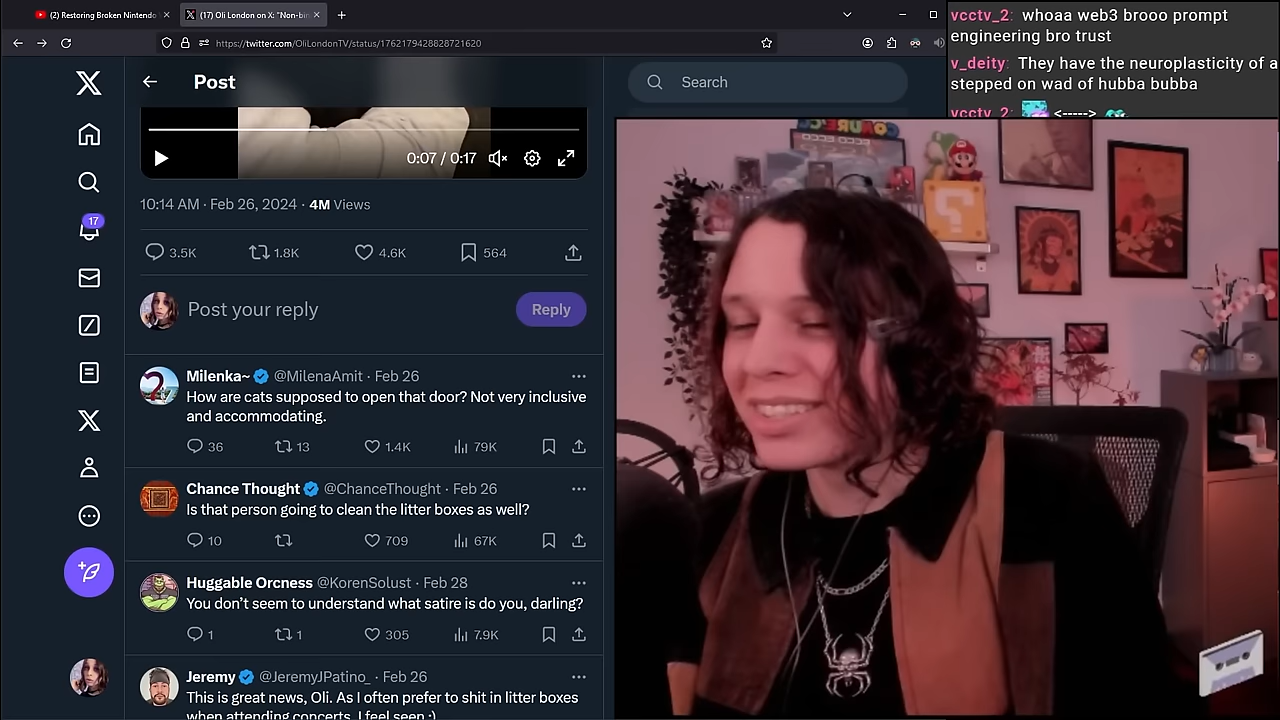 (2) Restoring Broken Nintendo
(17) Oli London on X: "Non-bin
https://twitter.com/OliLondonTV/status/1762179428828721620
vcctv_2: whoaa web3 brooo prompt
engineering bro trust
v_deity: They have the neuroplasticity of a
stepped on wad of hubba bubba
vcctv_2: <----->
Post
Search
0:07 / 0:17
10:14 AM · Feb 26, 2024 · 4M Views
17
3.5K 1.8K 4.6K 564
Post your reply
Reply
Milenka~ @MilenaAmit · Feb 26
How are cats supposed to open that door? Not very inclusive
and accommodating.
36 13 1.4K 79K
Chance Thought @ChanceThought · Feb 26
Is that person going to clean the litter boxes as well?
10 709 67K
Huggable Orcness @KorenSolust · Feb 28
You don’t seem to understand what satire is do you, darling?
1 1 305 7.9K
Jeremy @JeremyJPatino_ · Feb 26
This is great news, Oli. As I often prefer to shit in litter boxes
when attending concerts. I feel seen :)